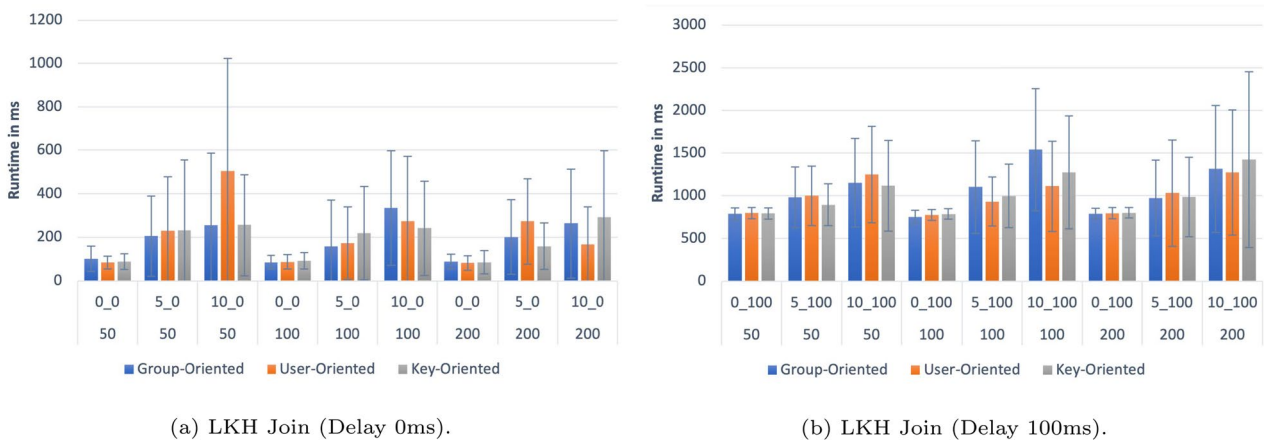 1200
1000
800
600
400
200
0
Runtime in ms
0_0 5_0 10_0 0_0 5_0 10_0 0_0 5_0 10_0
50 50 50 100 100 100 200 200 200
Group-Oriented User-Oriented Key-Oriented
(a) LKH Join (Delay 0ms).
3000
2500
2000
1500
1000
500
0
Runtime in ms
0_100 5_100 10_100 0_100 5_100 10_100 0_100 5_100 10_100
50 50 50 100 100 100 200 200 200
Group-Oriented User-Oriented Key-Oriented
(b) LKH Join (Delay 100ms).